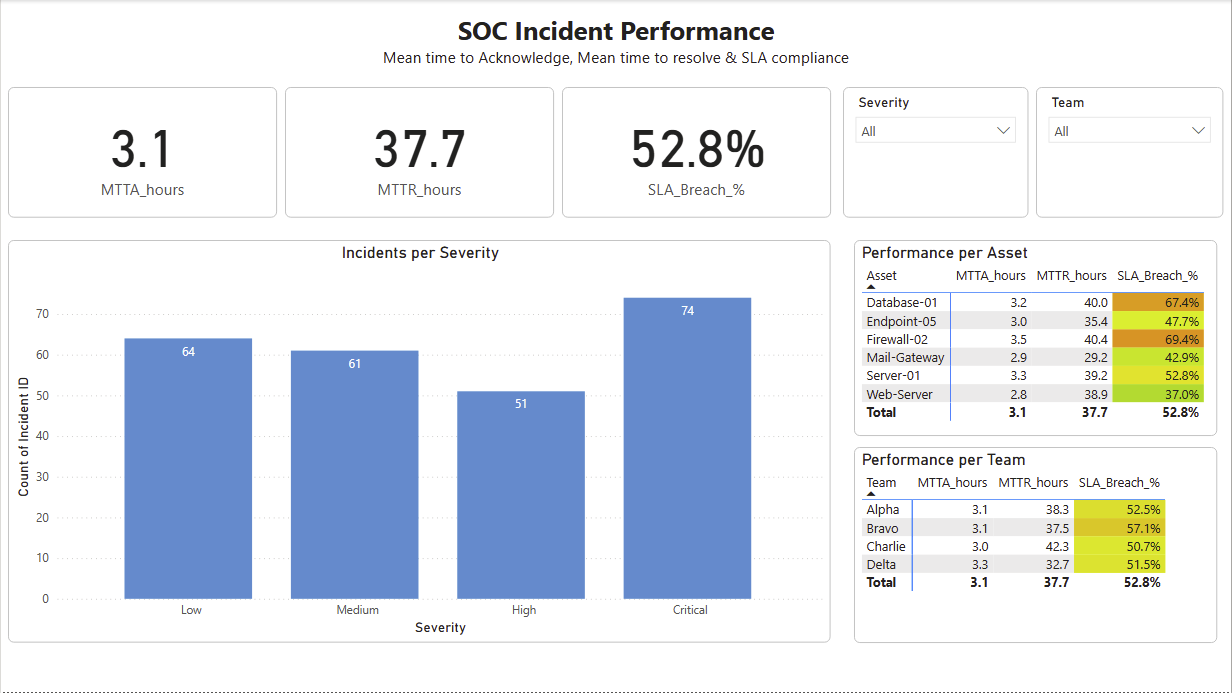 SOC Incident Performance
Mean time to Acknowledge, Mean time to resolve & SLA compliance
3.1
MTTA_hours
37.7
MTTR_hours
52.8%
SLA_Breach_%
Severity
All
Team
All
Incidents per Severity
Count of Incident ID
70
60
50
40
30
20
10
0
64
61
51
74
Low Medium High Critical
Severity
Performance per Asset
Asset MTTA_hours MTTR_hours SLA_Breach_%
Database-01 3.2 40.0 67.4%
Endpoint-05 3.0 35.4 47.7%
Firewall-02 3.5 40.4 69.4%
Mail-Gateway 2.9 29.2 42.9%
Server-01 3.3 39.2 52.8%
Web-Server 2.8 38.9 37.0%
Total 3.1 37.7 52.8%
Performance per Team
Team MTTA_hours MTTR_hours SLA_Breach_%
Alpha 3.1 38.3 52.5%
Bravo 3.1 37.5 57.1%
Charlie 3.0 42.3 50.7%
Delta 3.3 32.7 51.5%
Total 3.1 37.7 52.8%